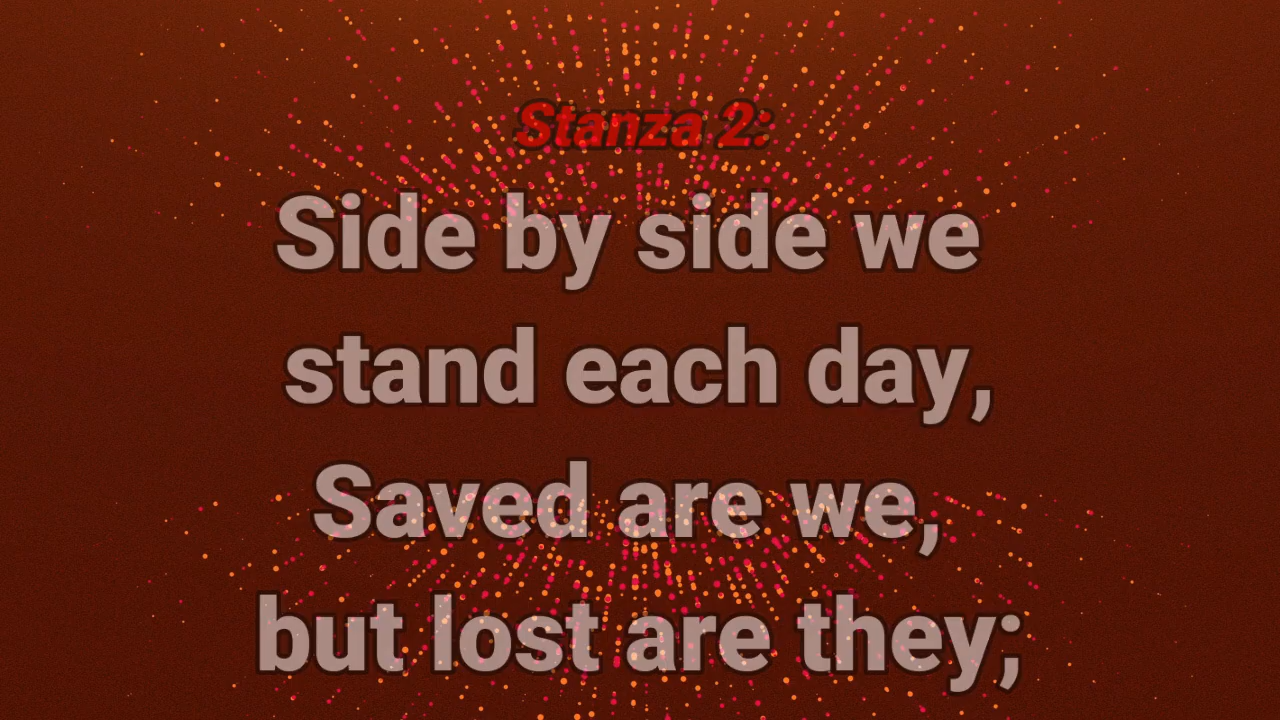 Stanza 2:
Side by side we
stand each day,
Saved are we,
but lost are they;